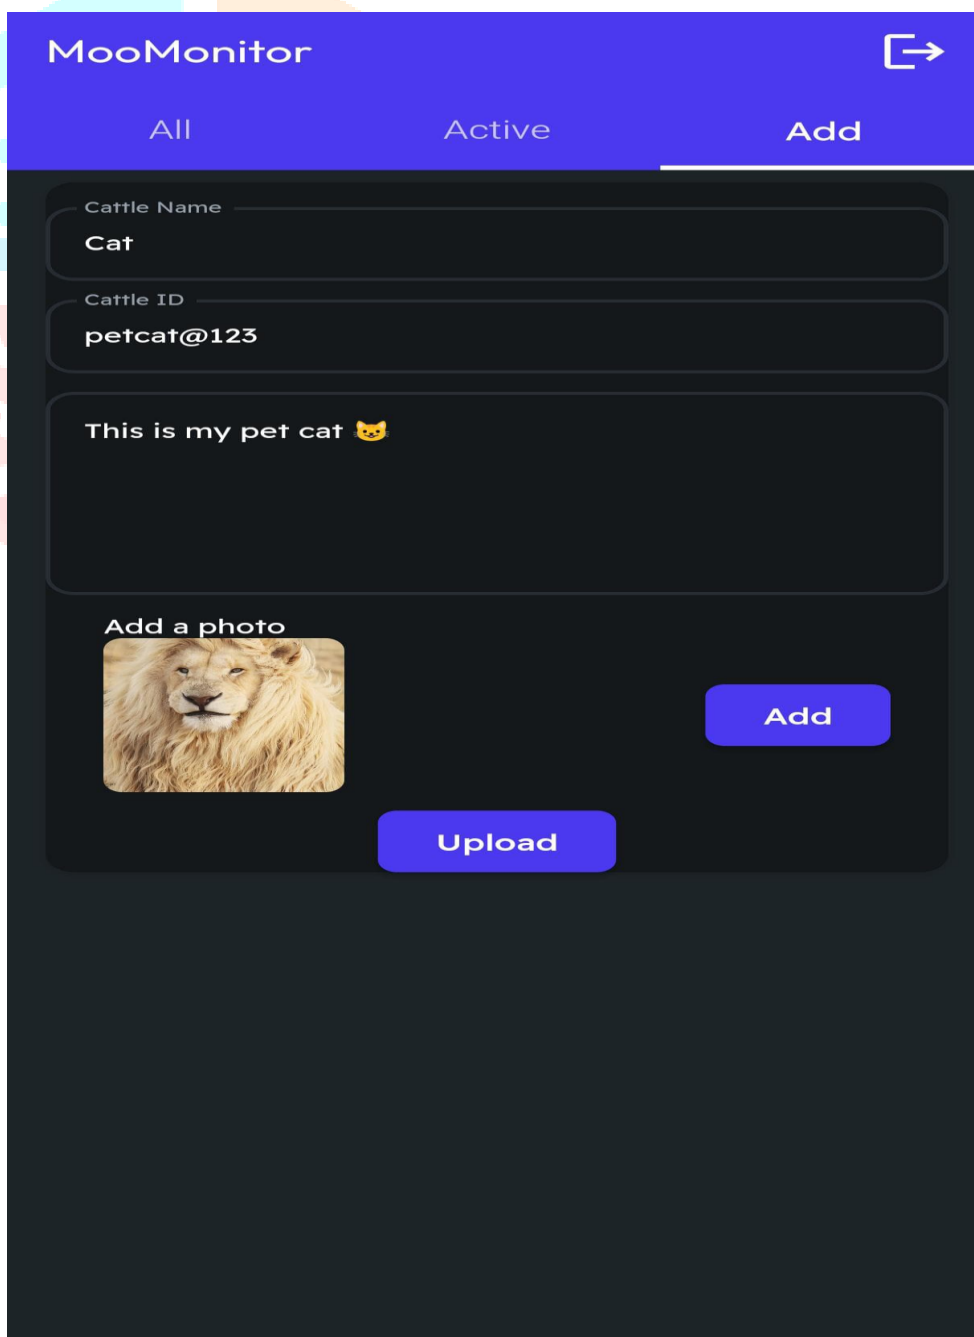 MooMonitor
All Active Add
Cattle Name
Cat
Cattle ID
petcat@123
This is my pet cat 😺
Add a photo
Add
Upload